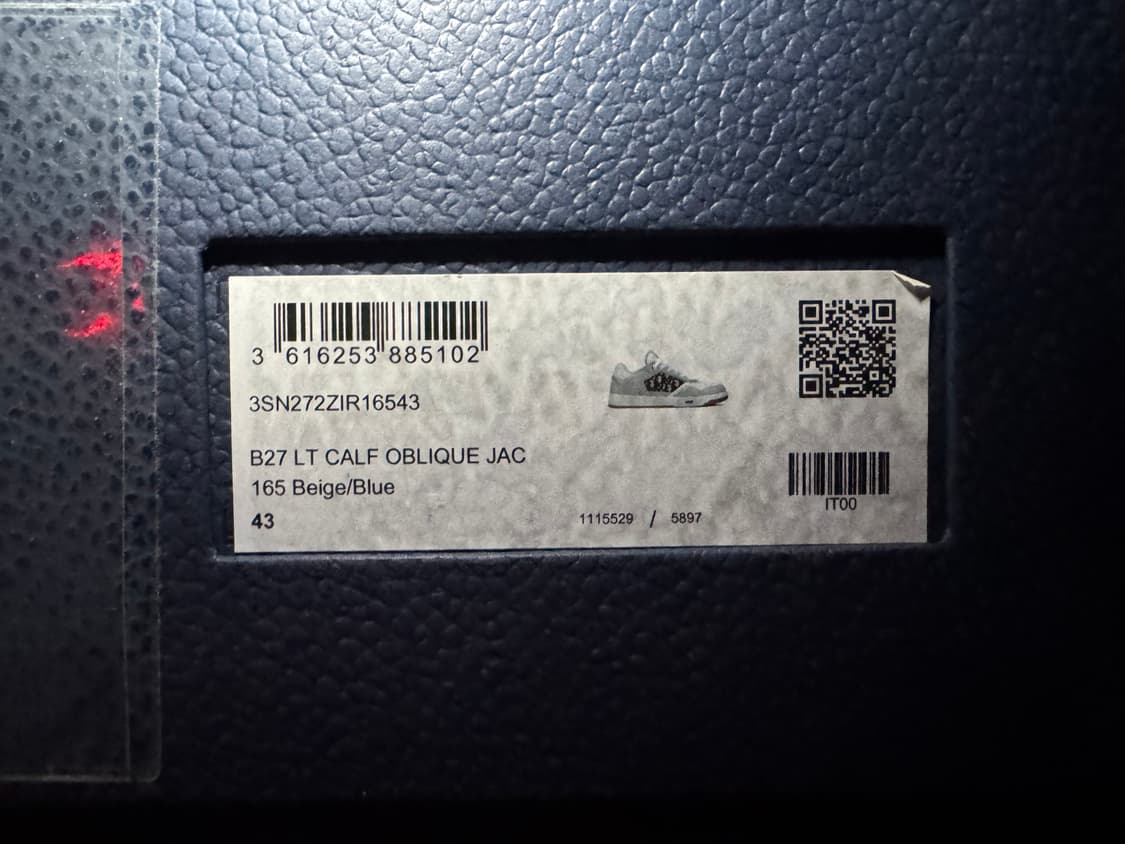 3 616253 885102
3SN272ZIR16543
B27 LT CALF OBLIQUE JAC
165 Beige/Blue
43
1115529 / 5897
IT00